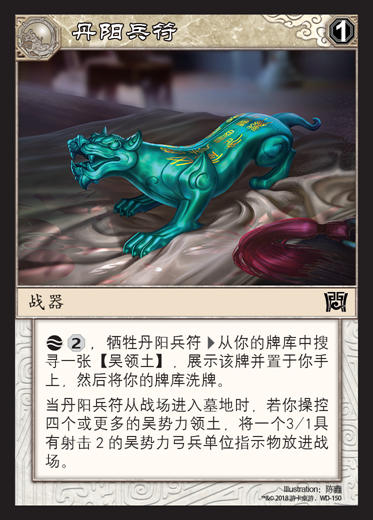 丹阳兵符
1
战器
2，牺牲丹阳兵符▶从你的牌库中搜
寻一张【吴领土】，展示该牌并置于你手
上，然后将你的牌库洗牌。
当丹阳兵符从战场进入墓地时，若你操控
四个或更多的吴势力领土，将一个3/1具
有射击2的吴势力弓兵单位指示物放进战
场。
Illustration: 陈鑫
™&© 2018.游卡桌游．WD-150